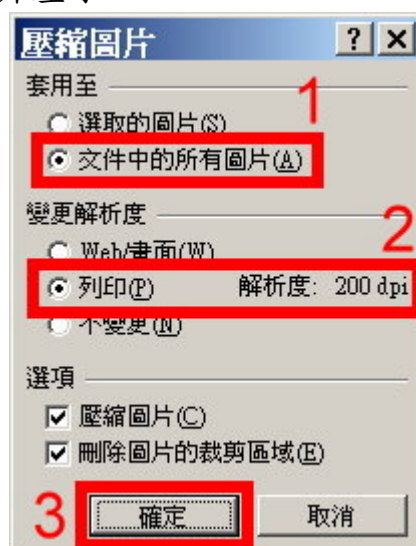 壓縮圖片 ? ×
套用至 1
選取的圖片(S)
文件中的所有圖片(A)
變更解析度
2
Web/畫面(W)
列印(P) 解析度: 200 dpi
不變更(N)
選項
壓縮圖片(C)
刪除圖片的裁剪區域(E)
3 確定 取消